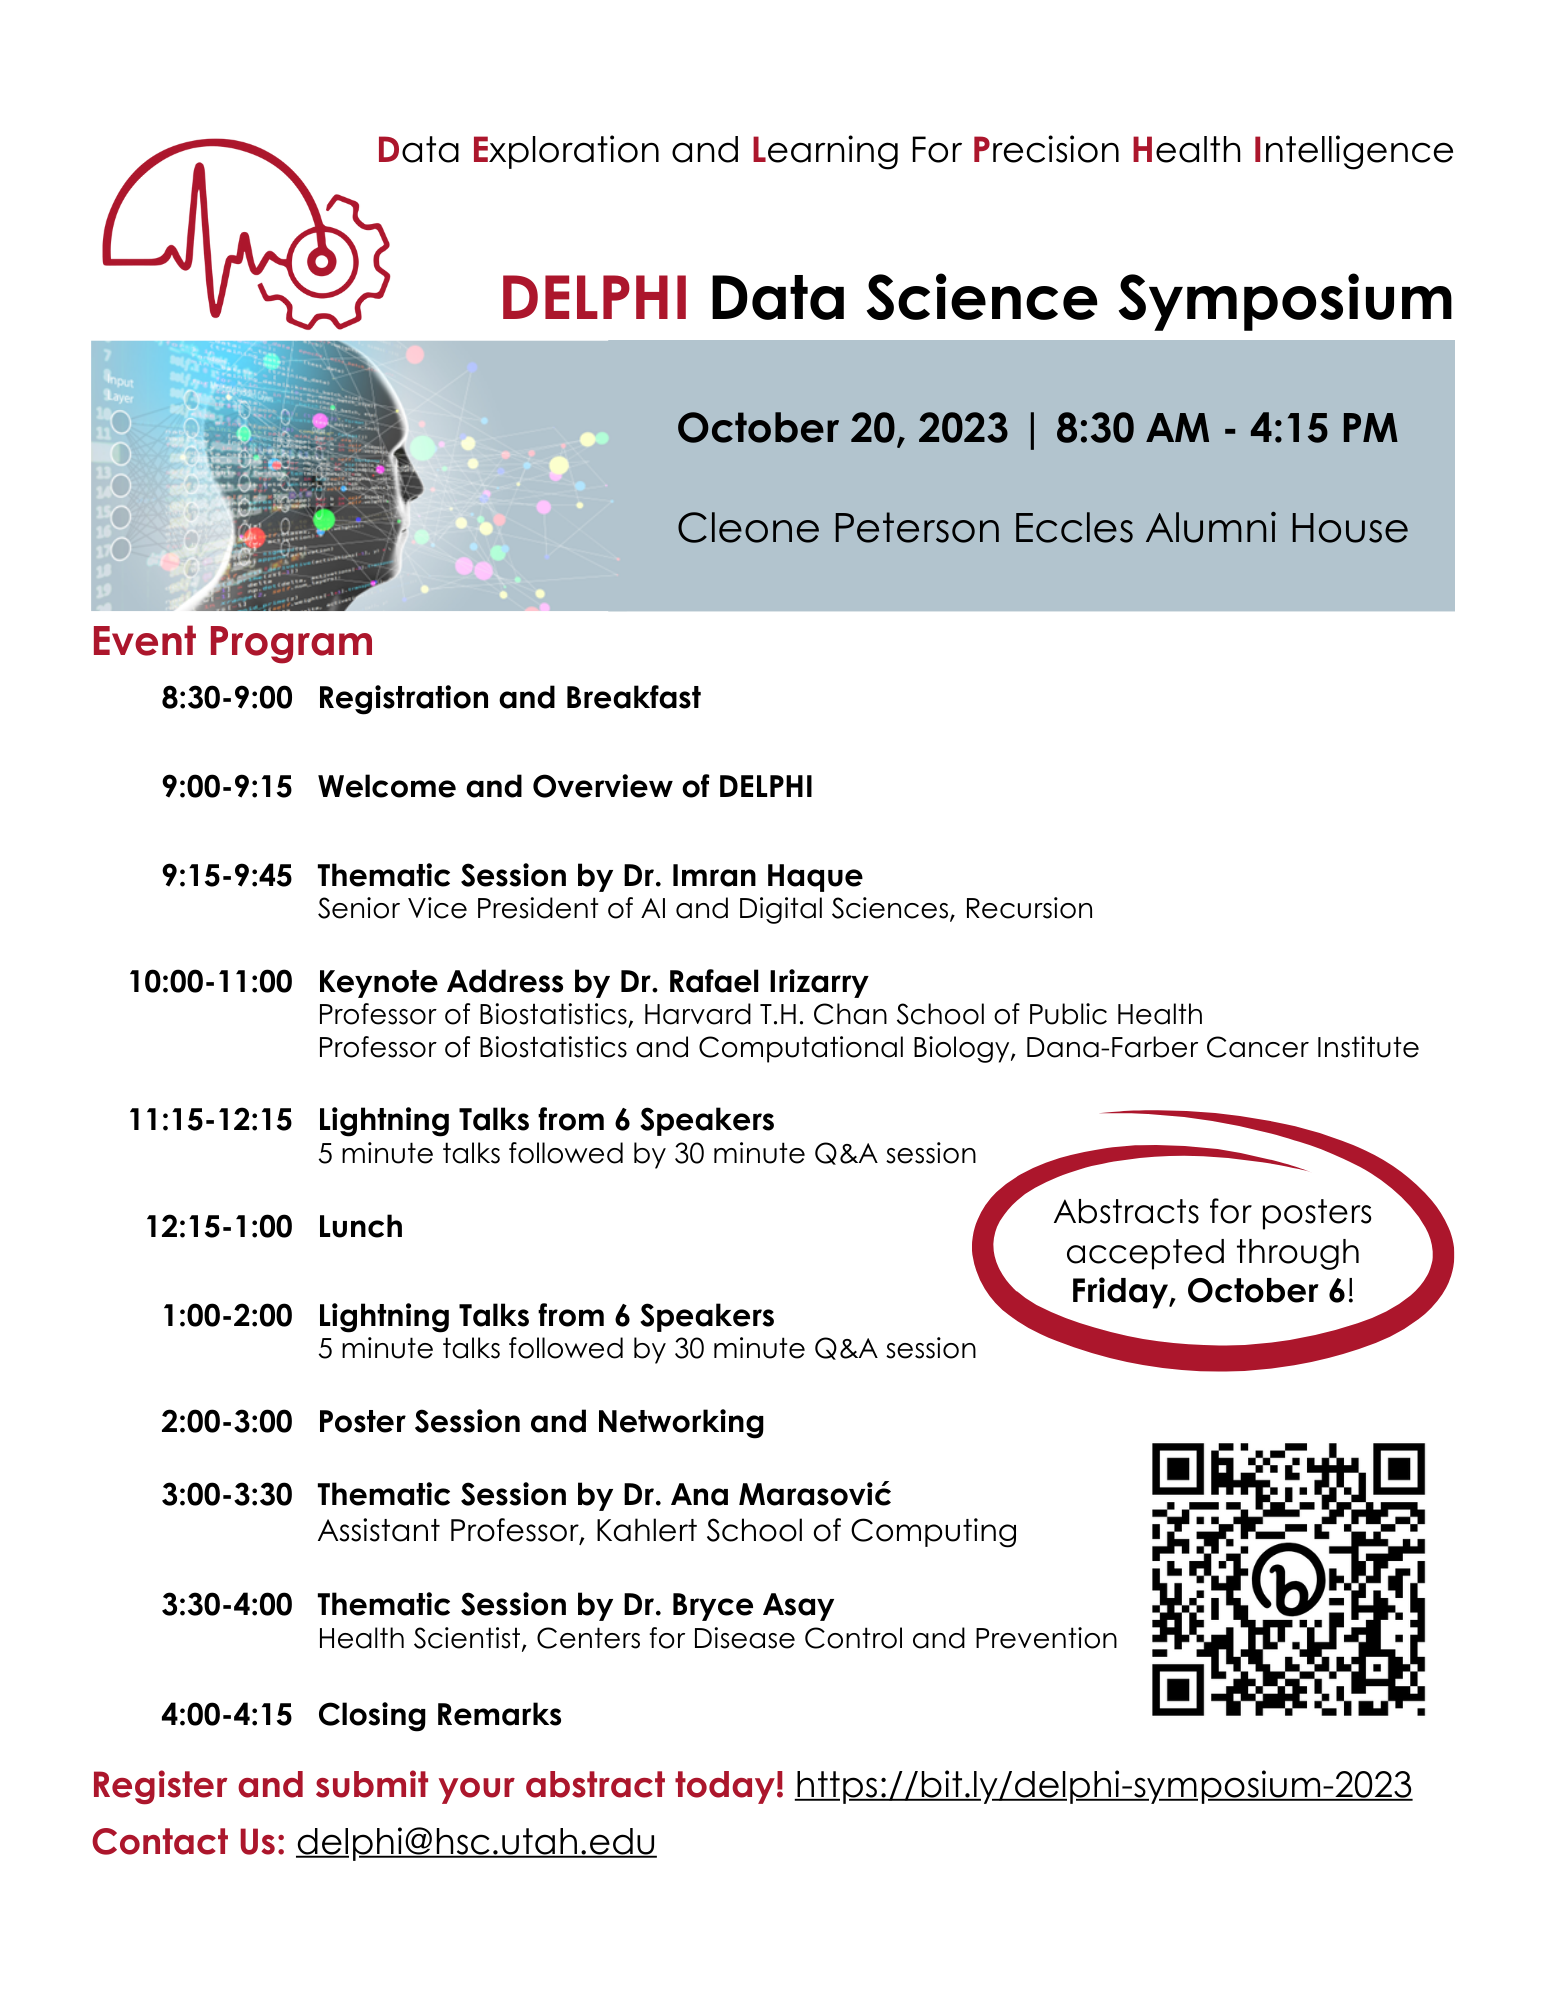 Data Exploration and Learning For Precision Health Intelligence
DELPHI Data Science Symposium
Input
Layer
October 20, 2023 | 8:30 AM - 4:15 PM
Cleone Peterson Eccles Alumni House
Event Program
8:30-9:00 Registration and Breakfast
9:00-9:15 Welcome and Overview of DELPHI
9:15-9:45 Thematic Session by Dr. Imran Haque
Senior Vice President of AI and Digital Sciences, Recursion
10:00-11:00 Keynote Address by Dr. Rafael Irizarry
Professor of Biostatistics, Harvard T.H. Chan School of Public Health
Professor of Biostatistics and Computational Biology, Dana-Farber Cancer Institute
11:15-12:15 Lightning Talks from 6 Speakers
5 minute talks followed by 30 minute Q&A session
12:15-1:00 Lunch
Abstracts for posters
accepted through
Friday, October 6!
1:00-2:00 Lightning Talks from 6 Speakers
5 minute talks followed by 30 minute Q&A session
2:00-3:00 Poster Session and Networking
3:00-3:30 Thematic Session by Dr. Ana Marasović
Assistant Professor, Kahlert School of Computing
3:30-4:00 Thematic Session by Dr. Bryce Asay
Health Scientist, Centers for Disease Control and Prevention
4:00-4:15 Closing Remarks
Register and submit your abstract today! https://bit.ly/delphi-symposium-2023
Contact Us: delphi@hsc.utah.edu